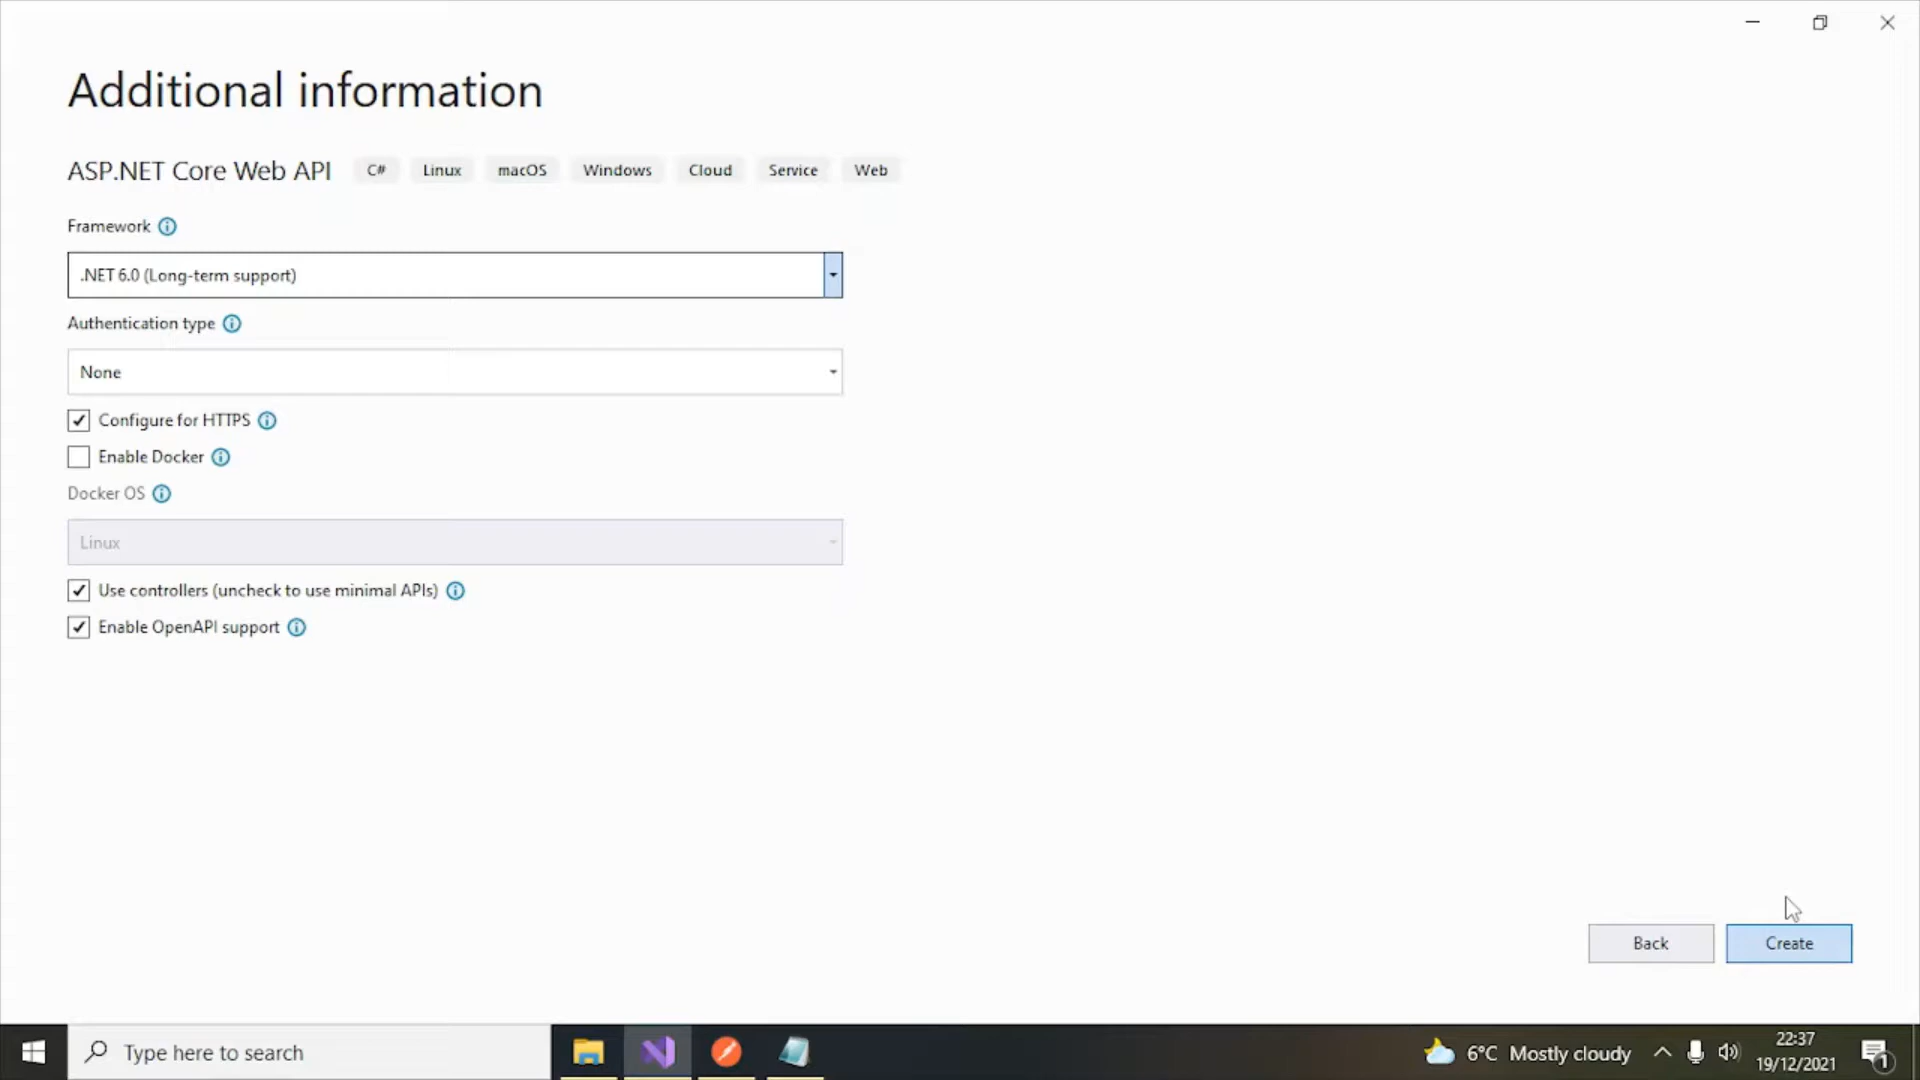 Additional information
ASP.NET Core Web API C# Linux macOS Windows Cloud Service Web
Framework
.NET 6.0 (Long-term support)
Authentication type
None
Configure for HTTPS
Enable Docker
Docker OS
Linux
Use controllers (uncheck to use minimal APIs)
Enable OpenAPI support
Back Create
Type here to search
6°C Mostly cloudy
22:37
19/12/2021
1